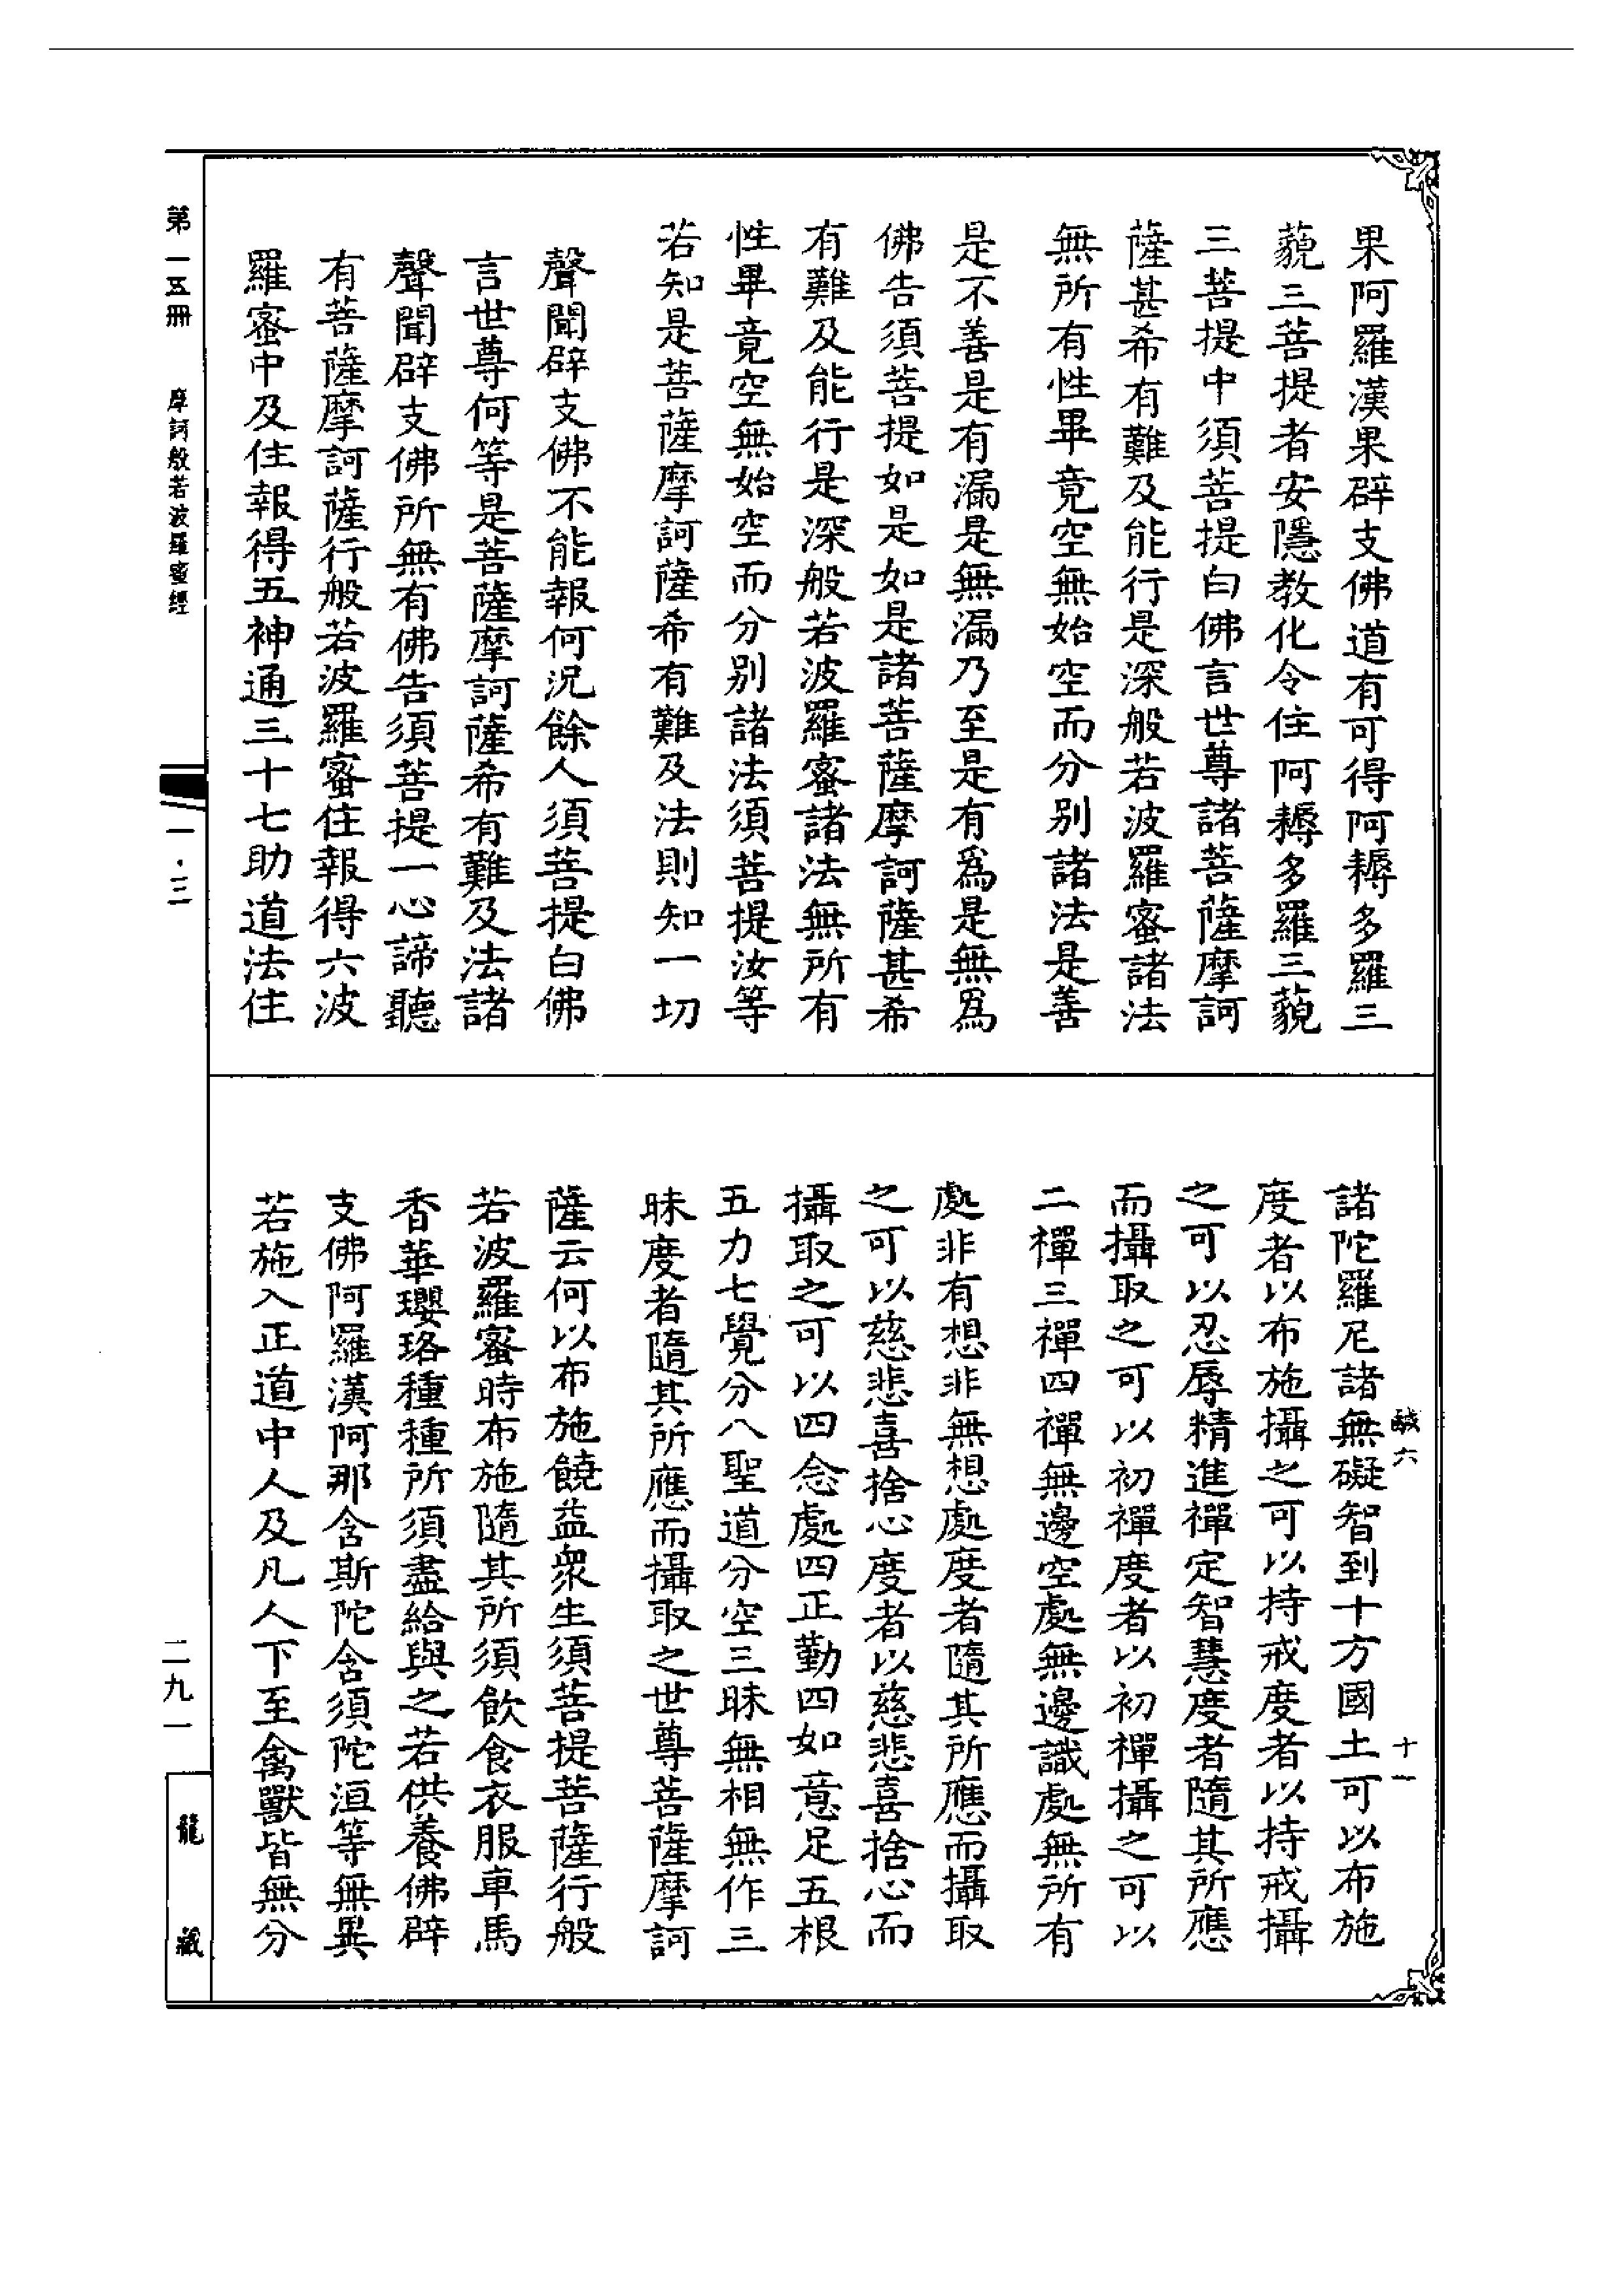 果阿羅漢果辟支佛道有可得阿耨多羅三
藐三菩提者安隱教化令住阿耨多羅三藐
三菩提中須菩提白佛言世尊諸菩薩摩訶
薩甚希有難及能行是深般若波羅蜜諸法
無所有性畢竟空無始空而分別諸法是善
是不善是有漏是無漏乃至是有爲是無爲
佛告須菩提如是如是諸菩薩摩訶薩甚希
有難及能行是深般若波羅蜜諸法無所有
性畢竟空無始空而分別諸法須菩提汝等
若知是菩薩摩訶薩希有難及法則知一切
聲聞辟支佛不能報何況餘人須菩提白佛
言世尊何等是菩薩摩訶薩希有難及法諸
聲聞辟支佛所無有佛告須菩提一心諦聽
有菩薩摩訶薩行般若波羅蜜住報得六波
羅蜜中及住報得五神通三十七助道法住
諸陀羅尼諸無礙智到十方國土可以布施
度者以布施攝之可以持戒度者以持戒攝
之可以忍辱精進禪定智慧度者隨其所應
而攝取之可以初禪度者以初禪攝之可以
二禪三禪四禪無邊空處無邊識處無所有
處非有想非無想處度者隨其所應而攝取
之可以慈悲喜捨心度者以慈悲喜捨心而
攝取之可以四念處四正勤四如意足五根
五力七覺分八聖道分空三昧無相無作三
昧度者隨其所應而攝取之世尊菩薩摩訶
薩云何以布施饒益眾生須菩提菩薩行般
若波羅蜜時布施隨其所須飲食衣服車馬
香華瓔珞種種所須盡給與之若供養佛辟
支佛阿羅漢阿那含斯陀含須陀洹等無異
若施入正道中人及凡人下至禽獸皆無分
第一五冊 摩訶般若波羅蜜經
一·三
二九一
龍藏
鹹六
十一